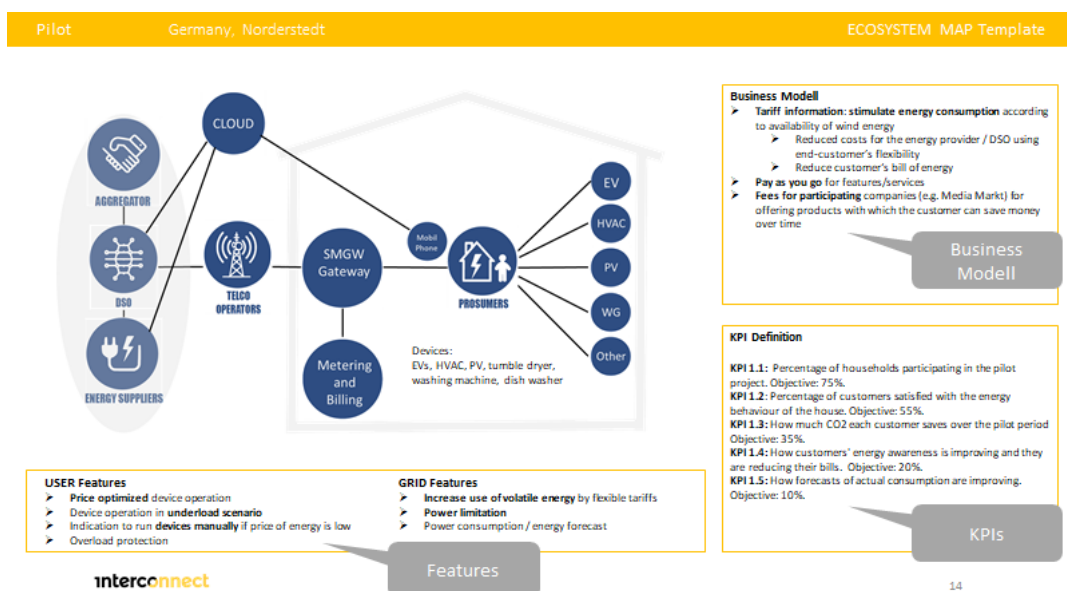 Pilot Germany, Norderstedt ECOSYSTEM MAP Template
CLOUD
AGGREGATOR
DSO
ENERGY SUPPLIERS
TELCO
OPERATORS
SMGW
Gateway
Metering
and
Billing
Mobil
Phone
PROSUMERS
EV
HVAC
PV
WG
Other
Devices:
EVs, HVAC, PV, tumble dryer,
washing machine, dish washer
Business Modell
➤ Tariff information: stimulate energy consumption according
to availability of wind energy
➤ Reduced costs for the energy provider / DSO using
end-customer's flexibility
➤ Reduce customer's bill of energy
➤ Pay as you go for features/services
➤ Fees for participating companies (e.g. Media Markt) for
offering products with which the customer can save money
over time
Business
Modell
KPI Definition
KPI 1.1: Percentage of households participating in the pilot
project. Objective: 75%.
KPI 1.2: Percentage of customers satisfied with the energy
behaviour of the house. Objective: 55%.
KPI 1.3: How much CO2 each customer saves over the pilot period
Objective: 35%.
KPI 1.4: How customers' energy awareness is improving and they
are reducing their bills. Objective: 20%.
KPI 1.5: How forecasts of actual consumption are improving.
Objective: 10%.
KPIs
USER Features
➤ Price optimized device operation
➤ Device operation in underload scenario
➤ Indication to run devices manually if price of energy is low
➤ Overload protection
GRID Features
➤ Increase use of volatile energy by flexible tariffs
➤ Power limitation
➤ Power consumption / energy forecast
Features
interconnect
14